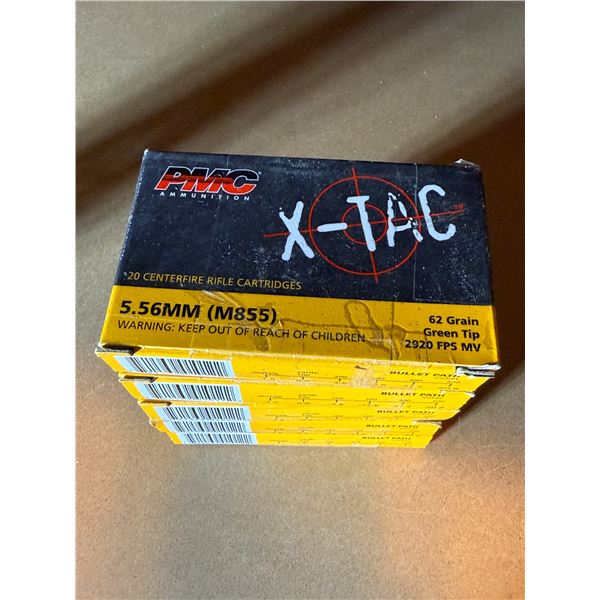 PMC
AMMUNITION
X-TAC
20 CENTERFIRE RIFLE CARTRIDGES
5.56MM (M855)
WARNING: KEEP OUT OF REACH OF CHILDREN
62 Grain
Green Tip
2920 FPS MV
BULLET PATH
BULLET PATH
BULLET PATH
BULLET PATH